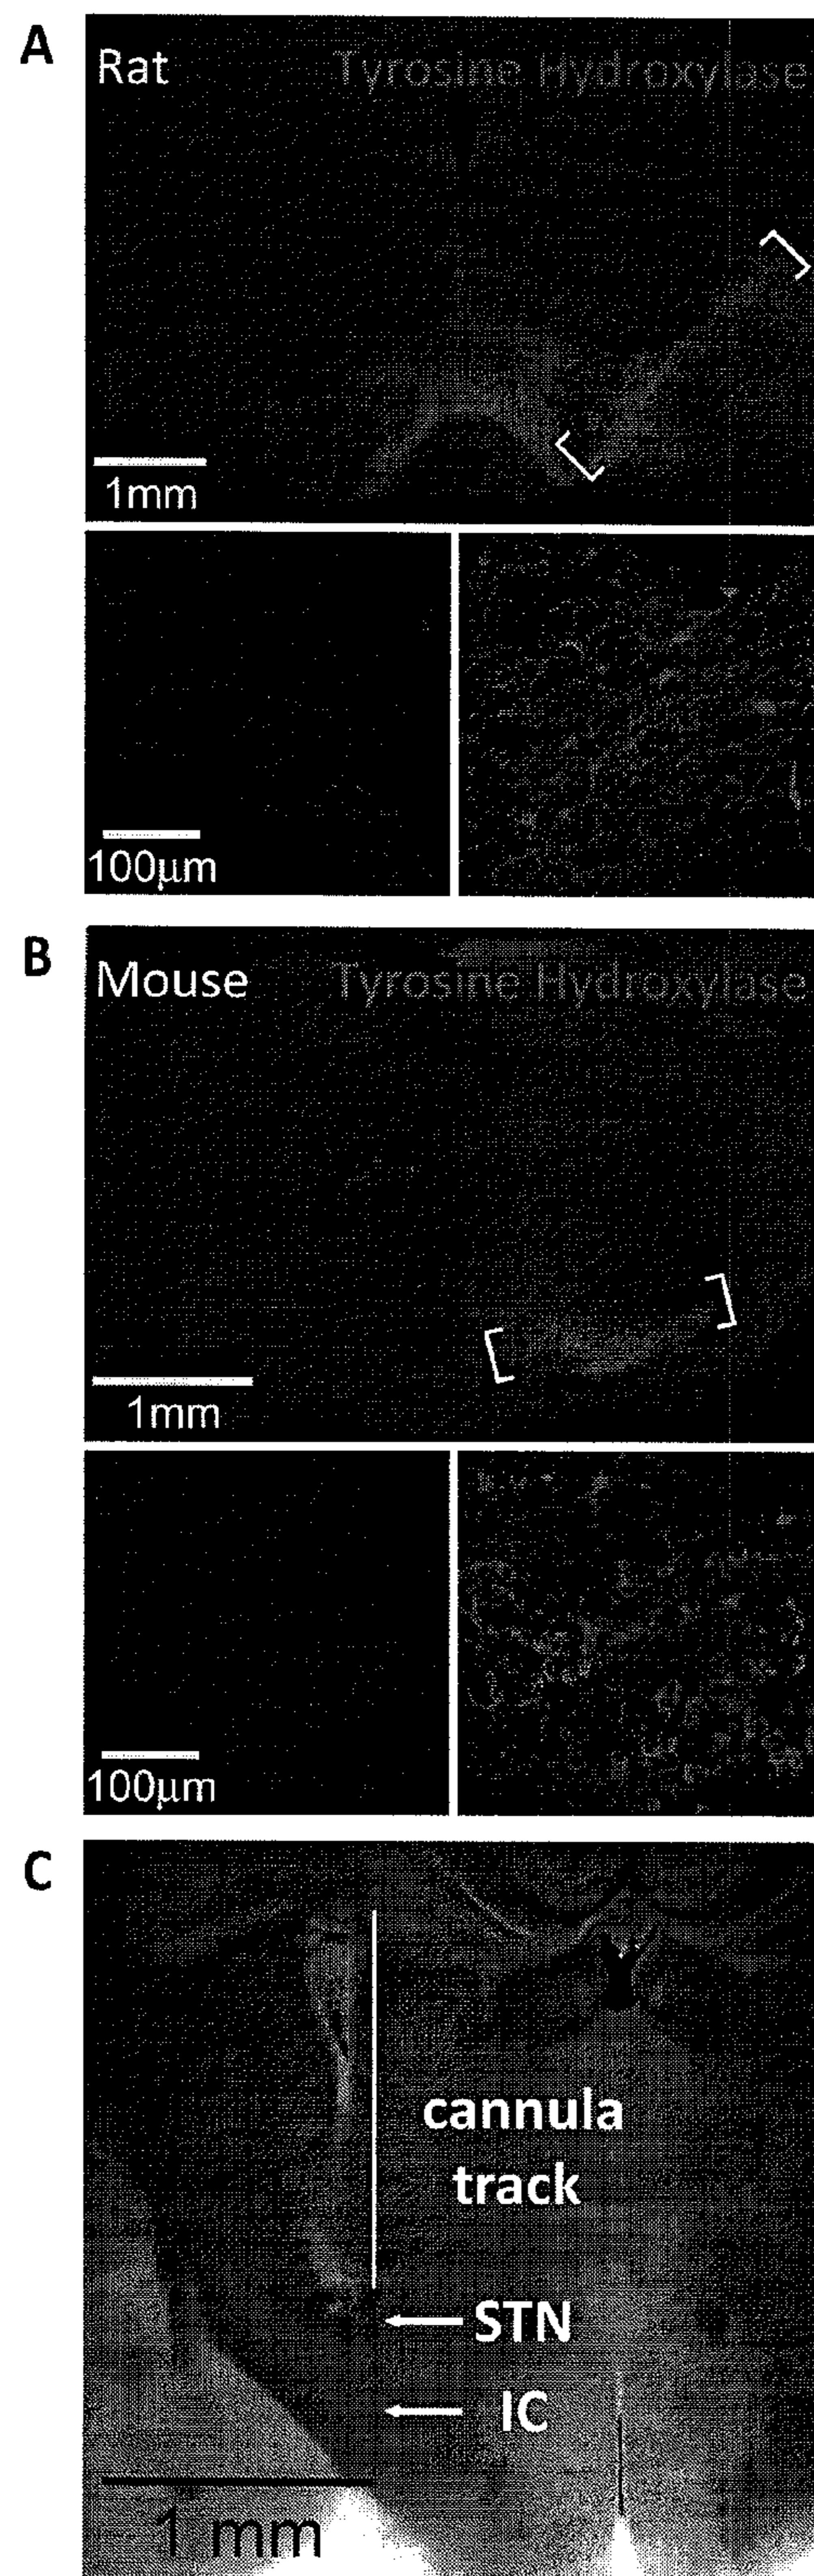 A
Rat Tyrosine Hydroxylase
1mm
100µm
B
Mouse Tyrosine Hydroxylase
1mm
100µm
C
cannula
track
STN
IC
1 mm